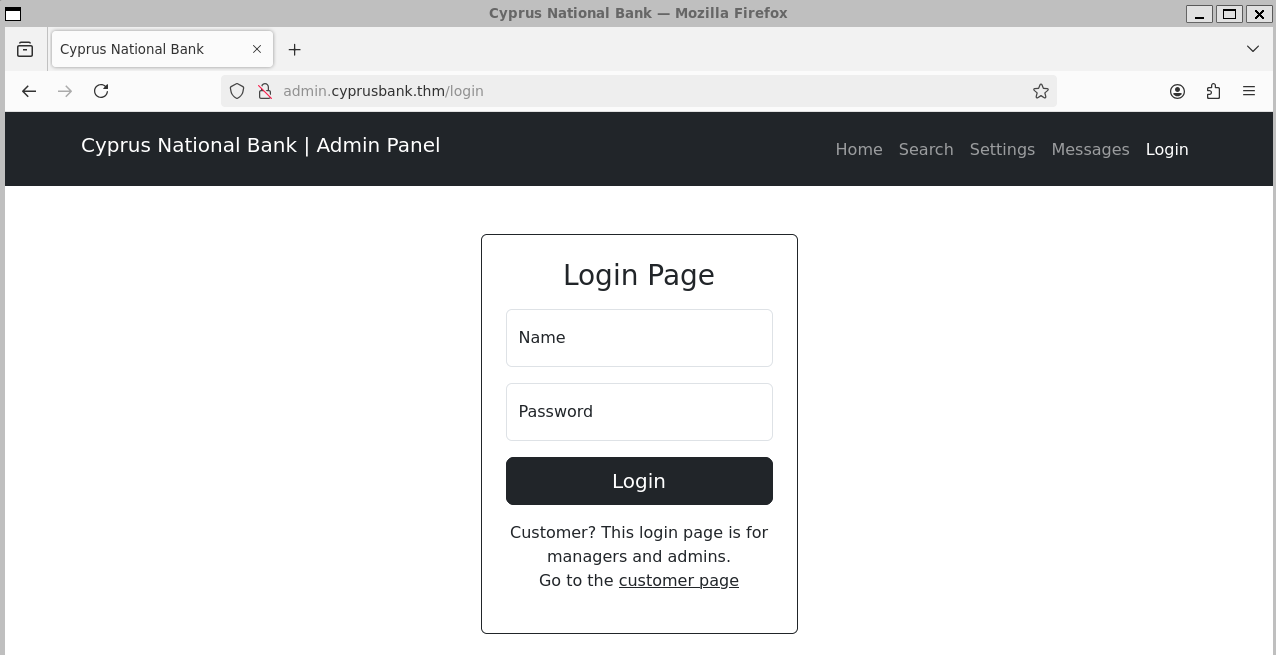 Cyprus National Bank — Mozilla Firefox
Cyprus National Bank
admin.cyprusbank.thm/login
Cyprus National Bank | Admin Panel
Home Search Settings Messages Login
Login Page
Name
Password
Login
Customer? This login page is for
managers and admins.
Go to the customer page